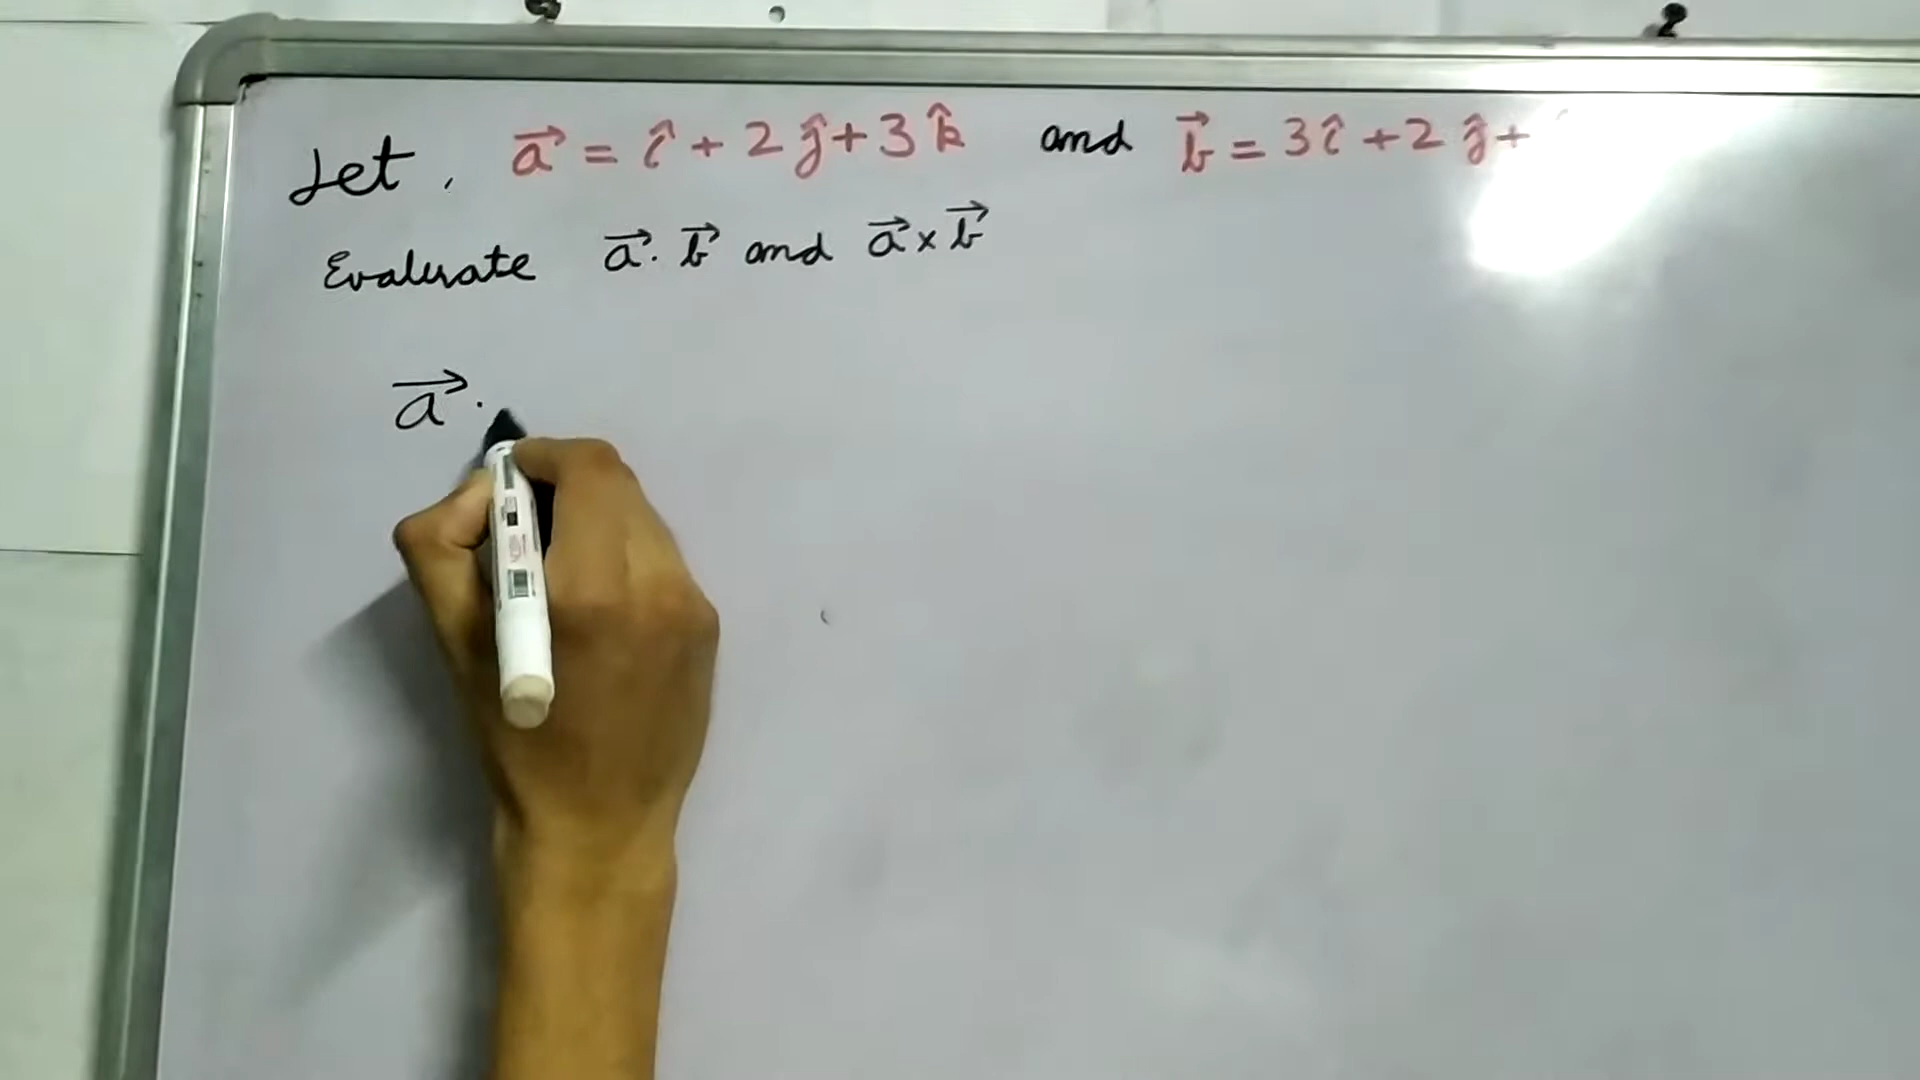 Let, a⃗ = î + 2ĵ + 3k̂ and b⃗ = 3î + 2ĵ +
Evaluate a⃗ · b⃗ and a⃗ × b⃗
a⃗ ·